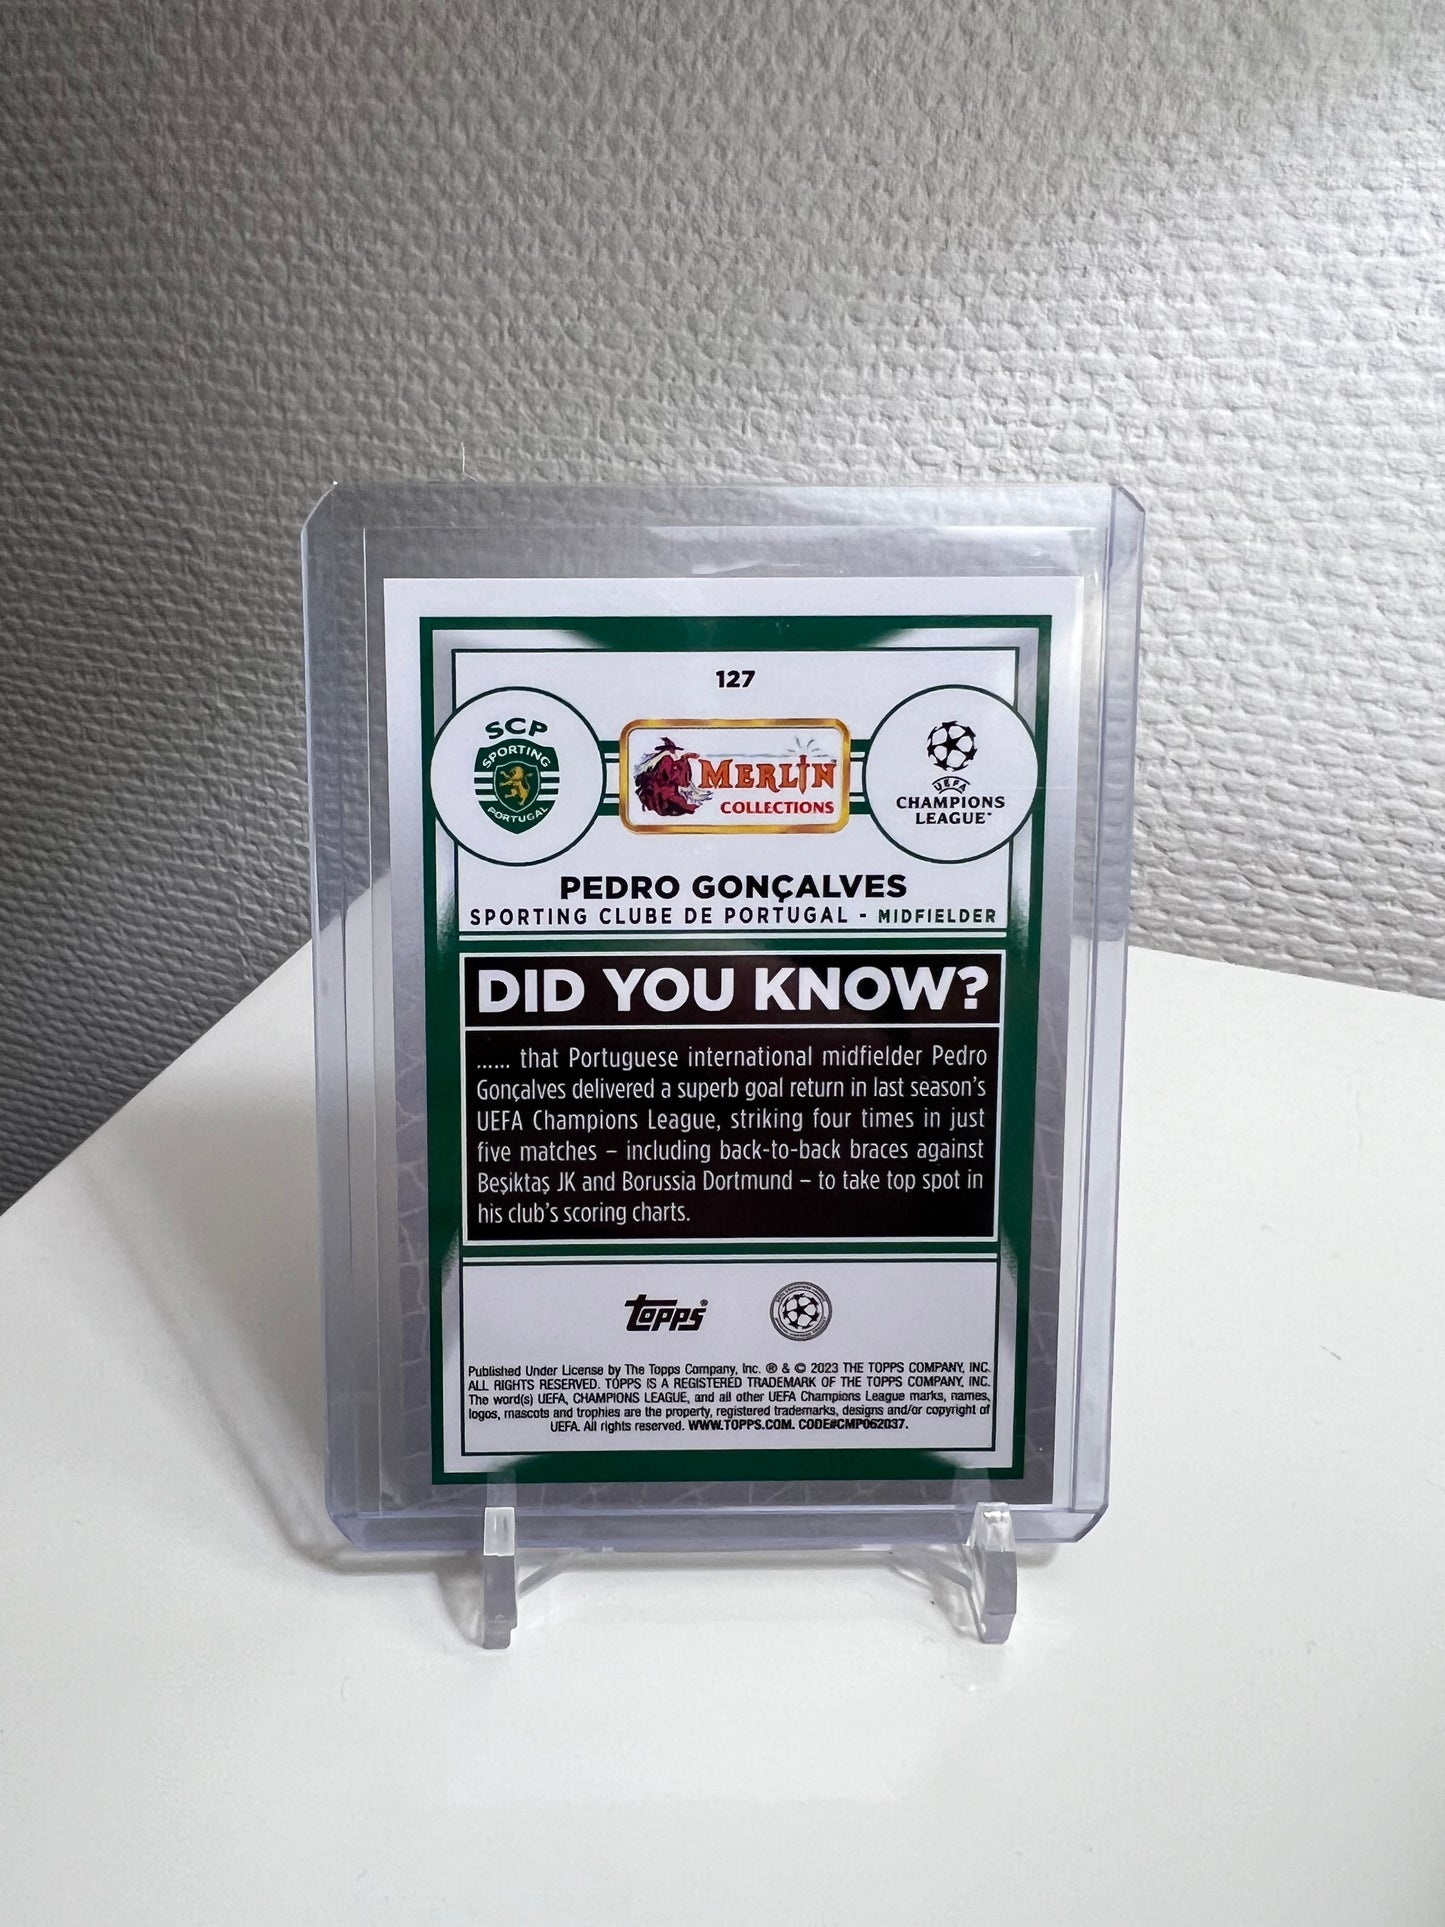 127
SCP
SPORTING
PORTUGAL
MERLIN
COLLECTIONS
UEFA
CHAMPIONS
LEAGUE
PEDRO GONÇALVES
SPORTING CLUBE DE PORTUGAL - MIDFIELDER
DID YOU KNOW?
...... that Portuguese international midfielder Pedro
Gonçalves delivered a superb goal return in last season's
UEFA Champions League, striking four times in just
five matches – including back-to-back braces against
Beşiktaş JK and Borussia Dortmund – to take top spot in
his club's scoring charts.
topps®
Published Under License by The Topps Company, Inc. ® & © 2023 THE TOPPS COMPANY, INC.
ALL RIGHTS RESERVED. TOPPS IS A REGISTERED TRADEMARK OF THE TOPPS COMPANY, INC.
The word(s) UEFA, CHAMPIONS LEAGUE, and all other UEFA Champions League marks, names,
logos, mascots and trophies are the property, registered trademarks, designs and/or copyright of
UEFA. All rights reserved. WWW.TOPPS.COM. CODE#CMP062037.